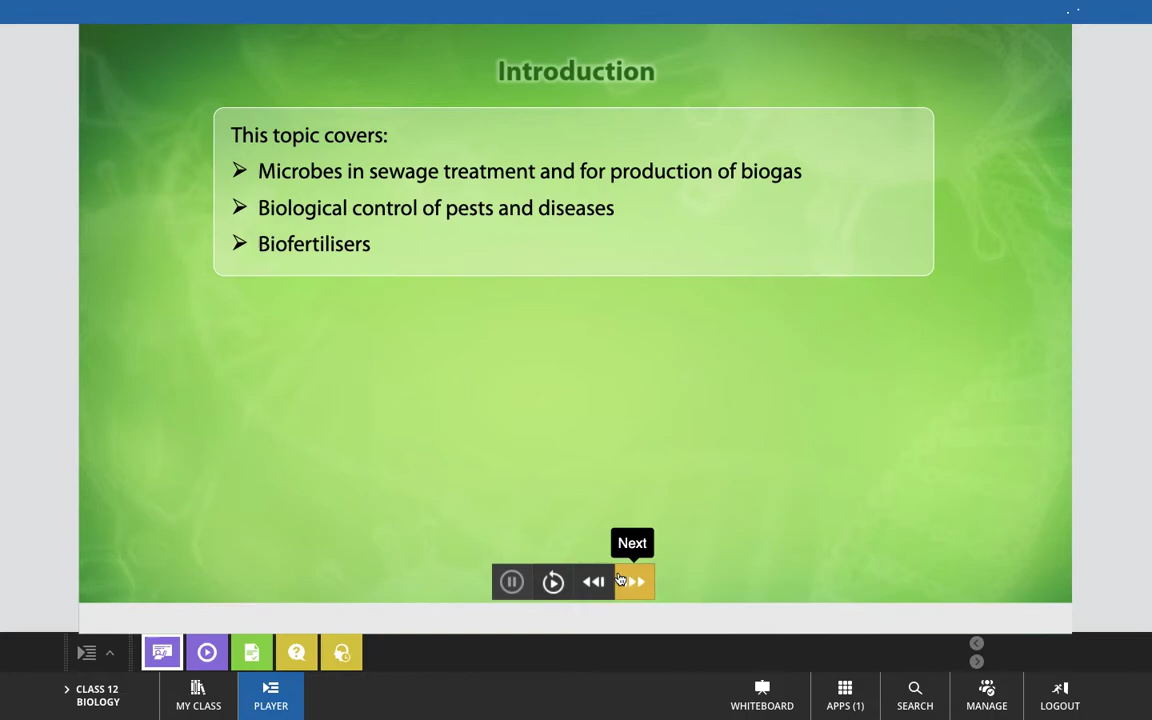 Introduction
This topic covers:
➢ Microbes in sewage treatment and for production of biogas
➢ Biological control of pests and diseases
➢ Biofertilisers
Next
CLASS 12
BIOLOGY
MY CLASS
PLAYER
WHITEBOARD
APPS (1)
SEARCH
MANAGE
LOGOUT